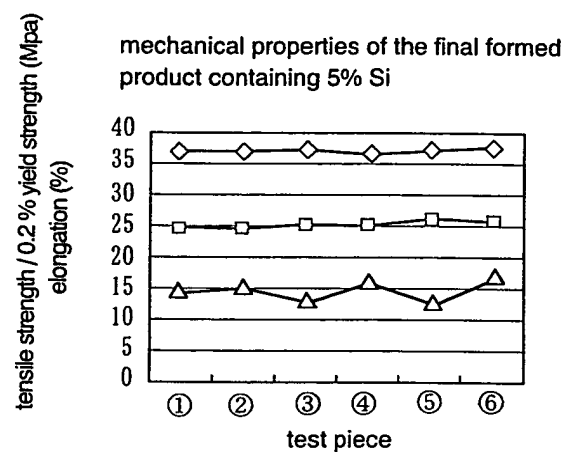 mechanical properties of the final formed
product containing 5% Si
tensile strength / 0.2 % yield strength (Mpa)
elongation (%)
40
35
30
25
20
15
10
5
0
① ② ③ ④ ⑤ ⑥
test piece